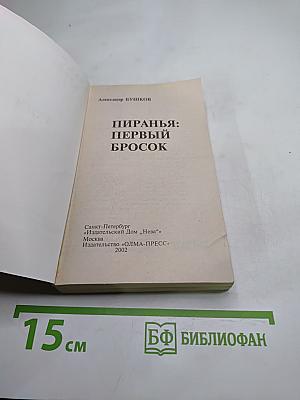 Александр БУШКОВ
ПИРАНЬЯ:
ПЕРВЫЙ
БРОСОК
Санкт-Петербург
«Издательский Дом „Нева“»
Москва
Издательство «ОЛМА-ПРЕСС»
2002
15 см
БФ БИБЛИОФАН